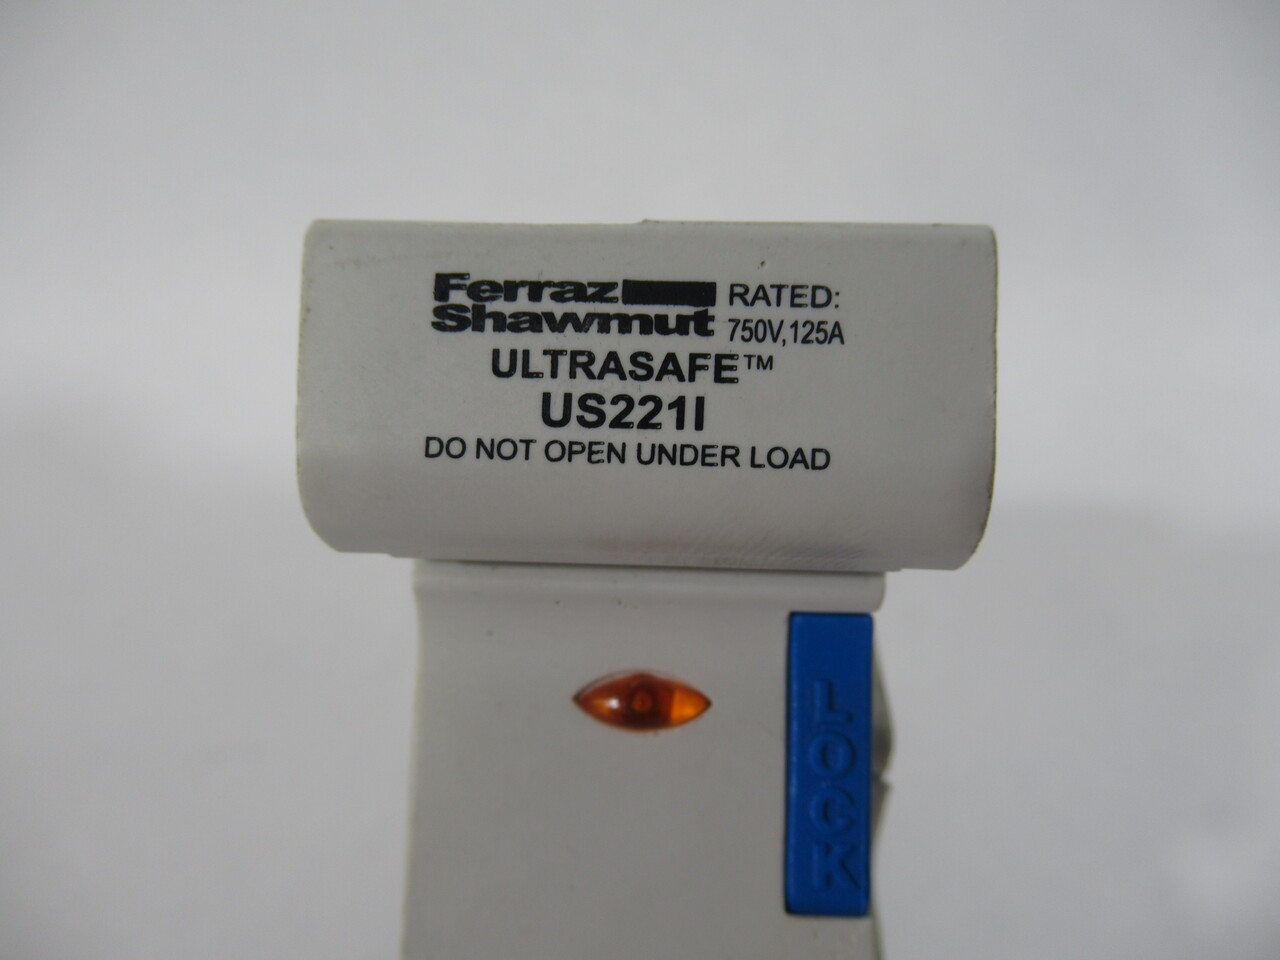 Ferraz
Shawmut
RATED:
750V,125A
ULTRASAFE™
US221I
DO NOT OPEN UNDER LOAD
LOCK